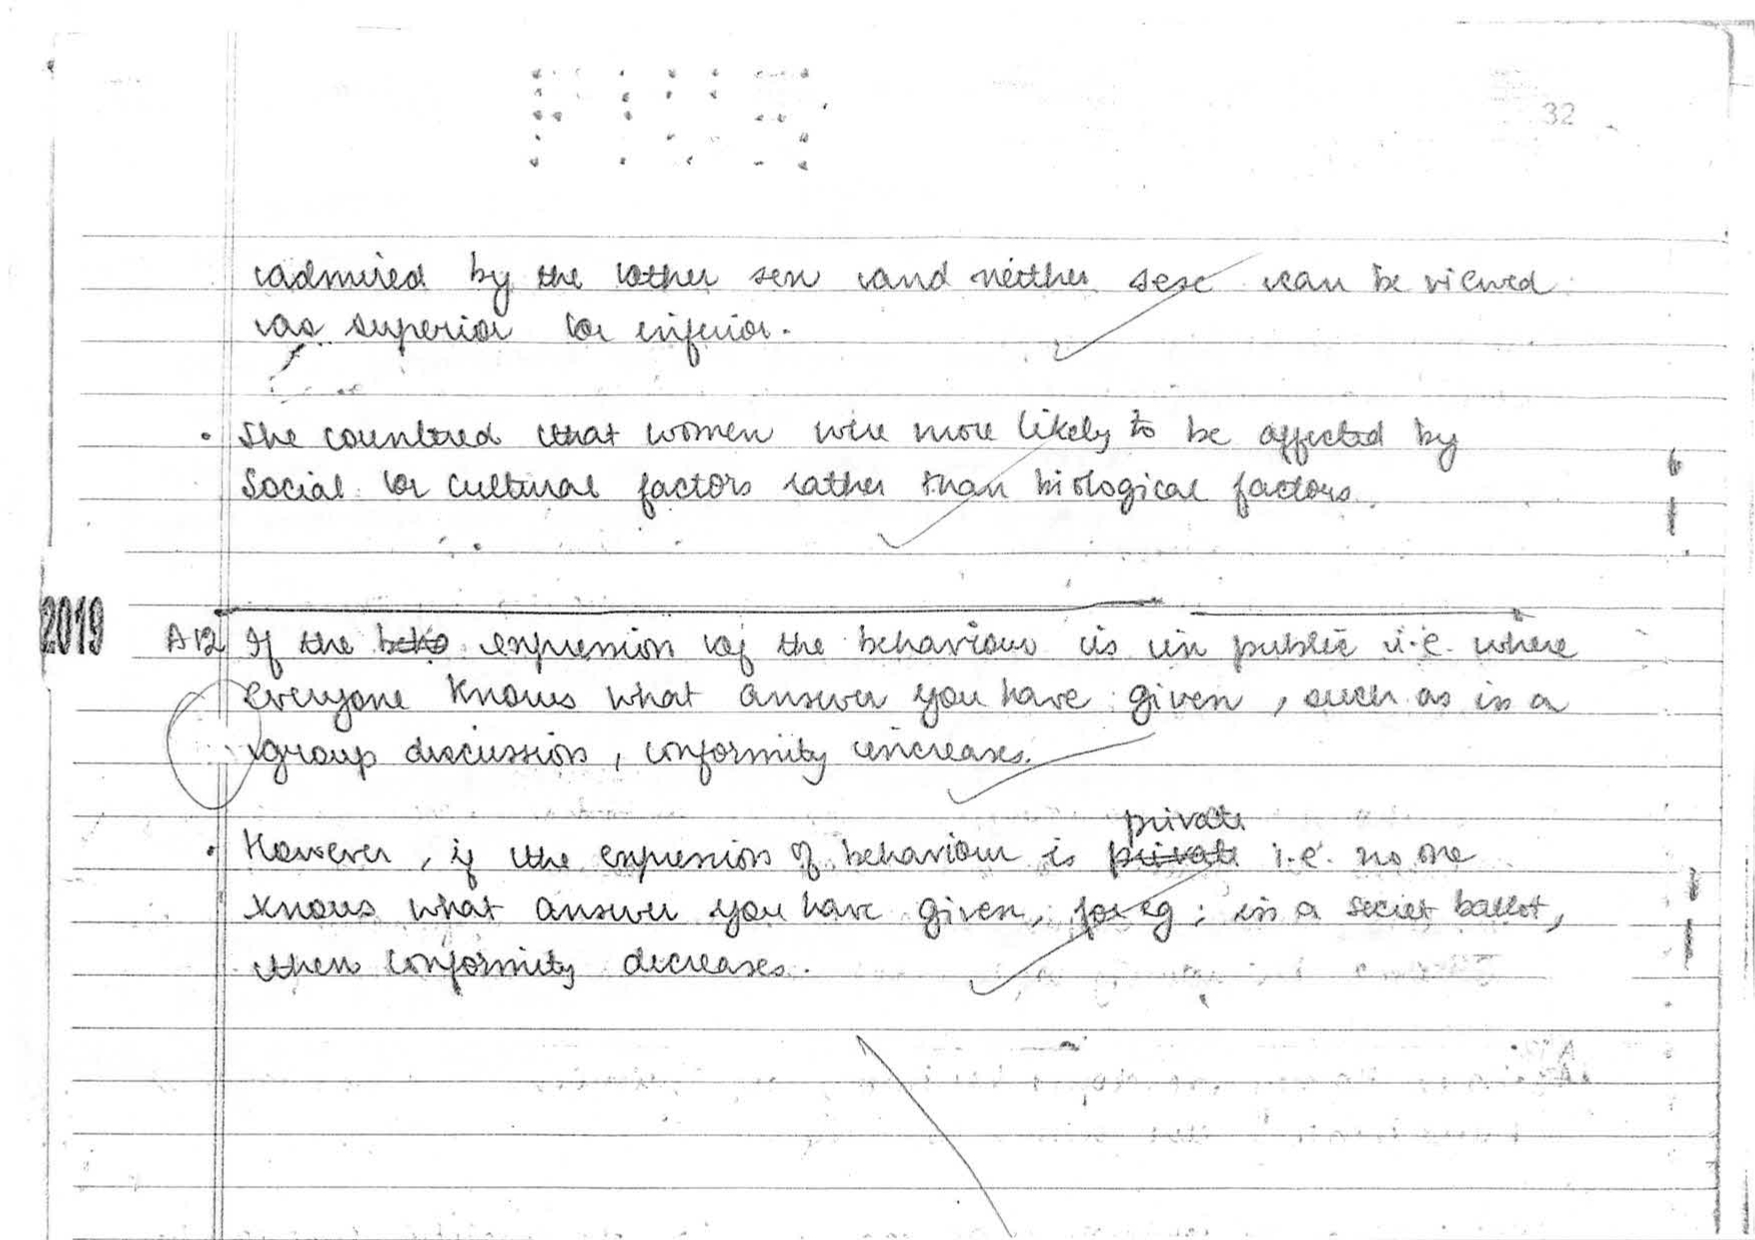 32
admired by the other sex and neither sex can be viewed
as superior or inferior.
• She countred that women were more likely to be affected by
Social or cultural factors rather than biological factors.
2019
A12 If the expression of the behaviour is in public i.e. where
everyone knows what answer you have given, such as in a
group discussion, conformity increases.
private
• However, if the expression of behaviour is private i.e. no one
knows what answer you have given, for eg; in a secret ballot,
then conformity decreases.